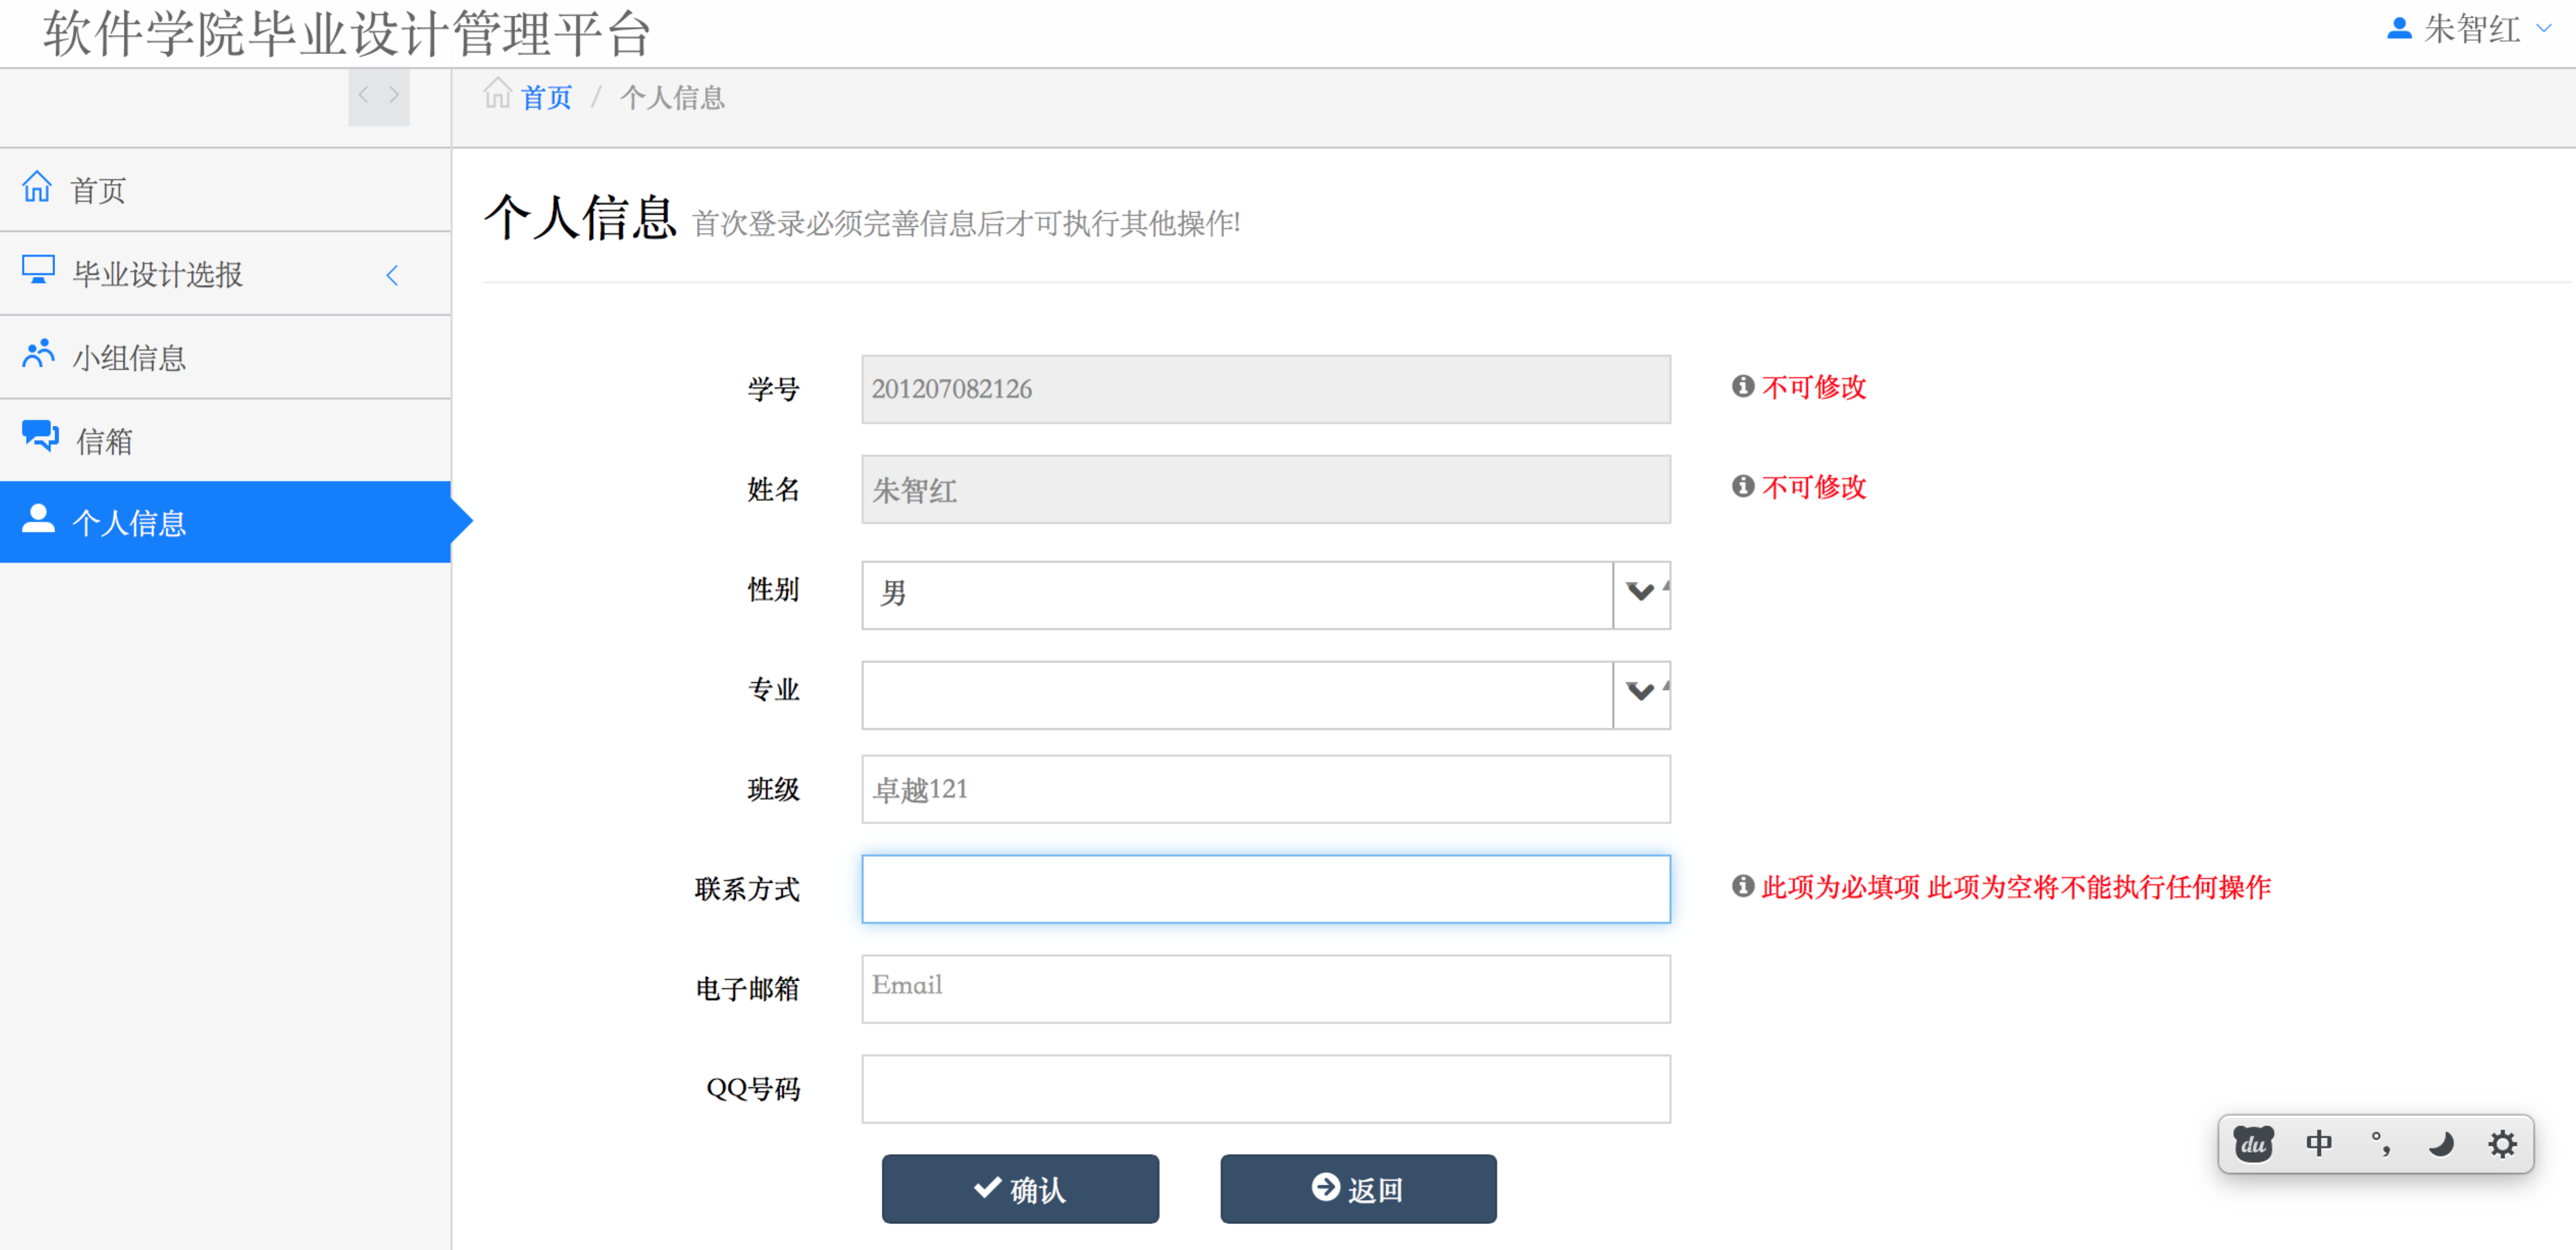 软件学院毕业设计管理平台
朱智红
首页 / 个人信息
首页
毕业设计选报
小组信息
信箱
个人信息
个人信息 首次登录必须完善信息后才可执行其他操作!
学号 201207082126 不可修改
姓名 朱智红 不可修改
性别 男
专业
班级 卓越121
联系方式 此项为必填项 此项为空将不能执行任何操作
电子邮箱 Email
QQ号码
确认 返回
du 中 °,